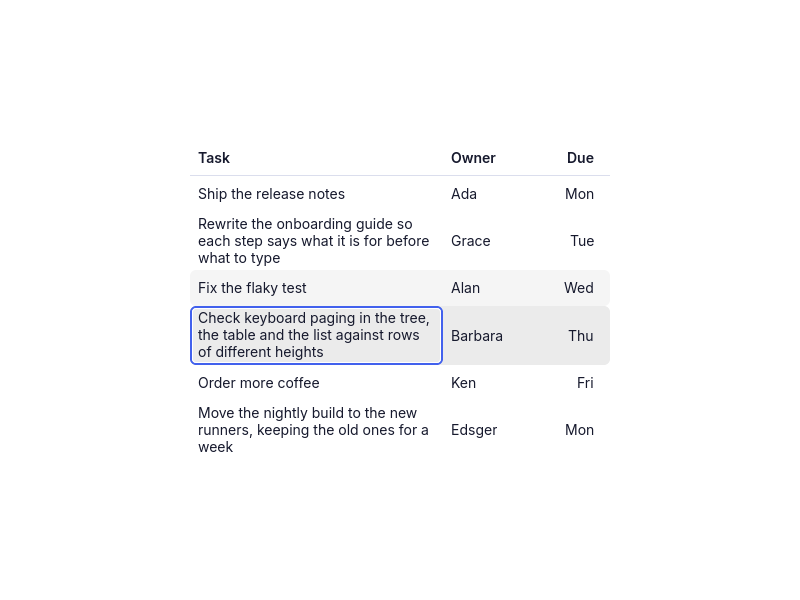 Task Owner Due
Ship the release notes Ada Mon
Rewrite the onboarding guide so
each step says what it is for before
what to type
Grace Tue
Fix the flaky test Alan Wed
Check keyboard paging in the tree,
the table and the list against rows
of different heights
Barbara Thu
Order more coffee Ken Fri
Move the nightly build to the new
runners, keeping the old ones for a
week
Edsger Mon